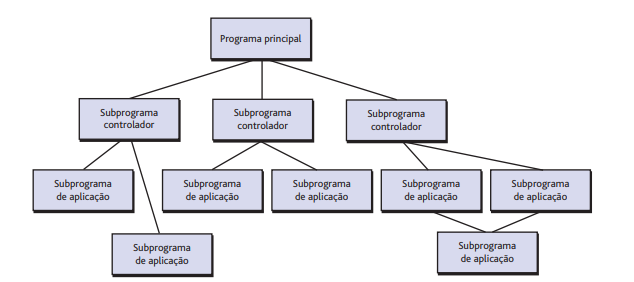 Programa principal
Subprograma
controlador
Subprograma
controlador
Subprograma
controlador
Subprograma
de aplicação
Subprograma
de aplicação
Subprograma
de aplicação
Subprograma
de aplicação
Subprograma
de aplicação
Subprograma
de aplicação
Subprograma
de aplicação